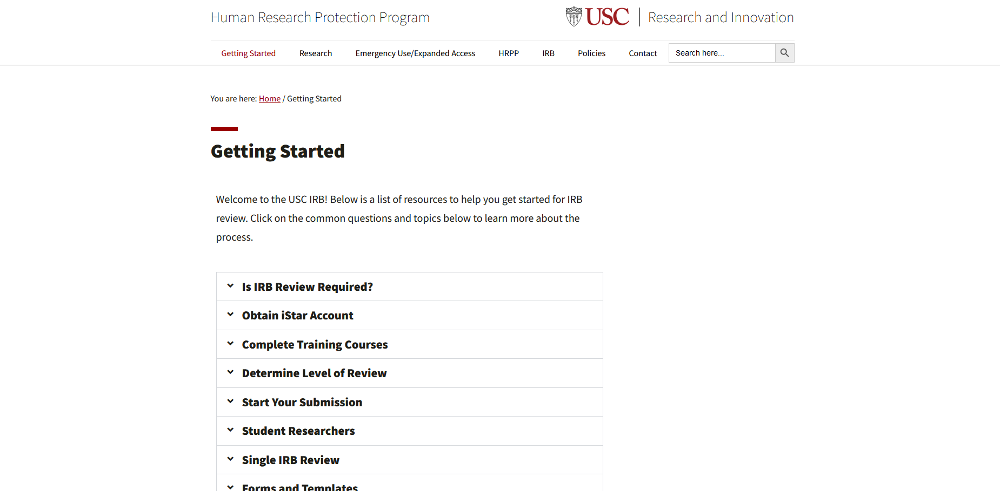 Human Research Protection Program
USC
Research and Innovation
Getting Started
Research
Emergency Use/Expanded Access
HRPP
IRB
Policies
Contact
Search here...
You are here: Home / Getting Started
Getting Started
Welcome to the USC IRB! Below is a list of resources to help you get started for IRB
review. Click on the common questions and topics below to learn more about the
process.
Is IRB Review Required?
Obtain iStar Account
Complete Training Courses
Determine Level of Review
Start Your Submission
Student Researchers
Single IRB Review
Forms and Templates